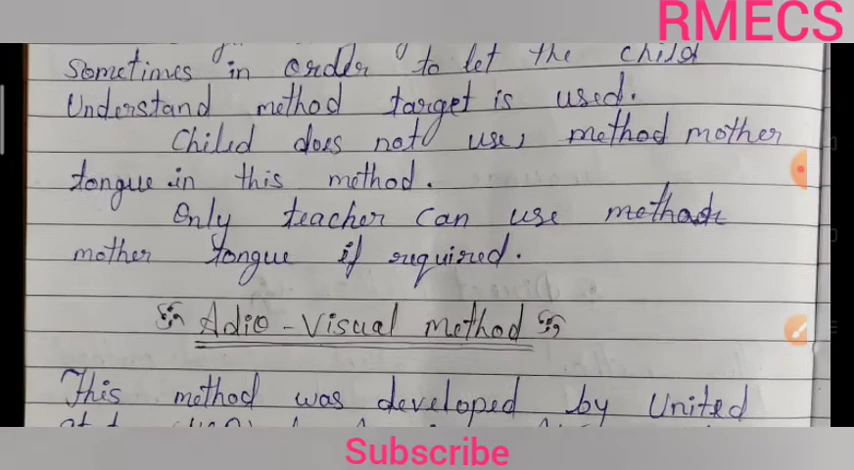 RMECS
Sometimes in order to let the child
Understand method target is used.
Chiled does not use, method mother
tongue in this method.
Only teacher can use method
mother tongue if required.
Adio - Visual method
This method was developed by United
Subscribe